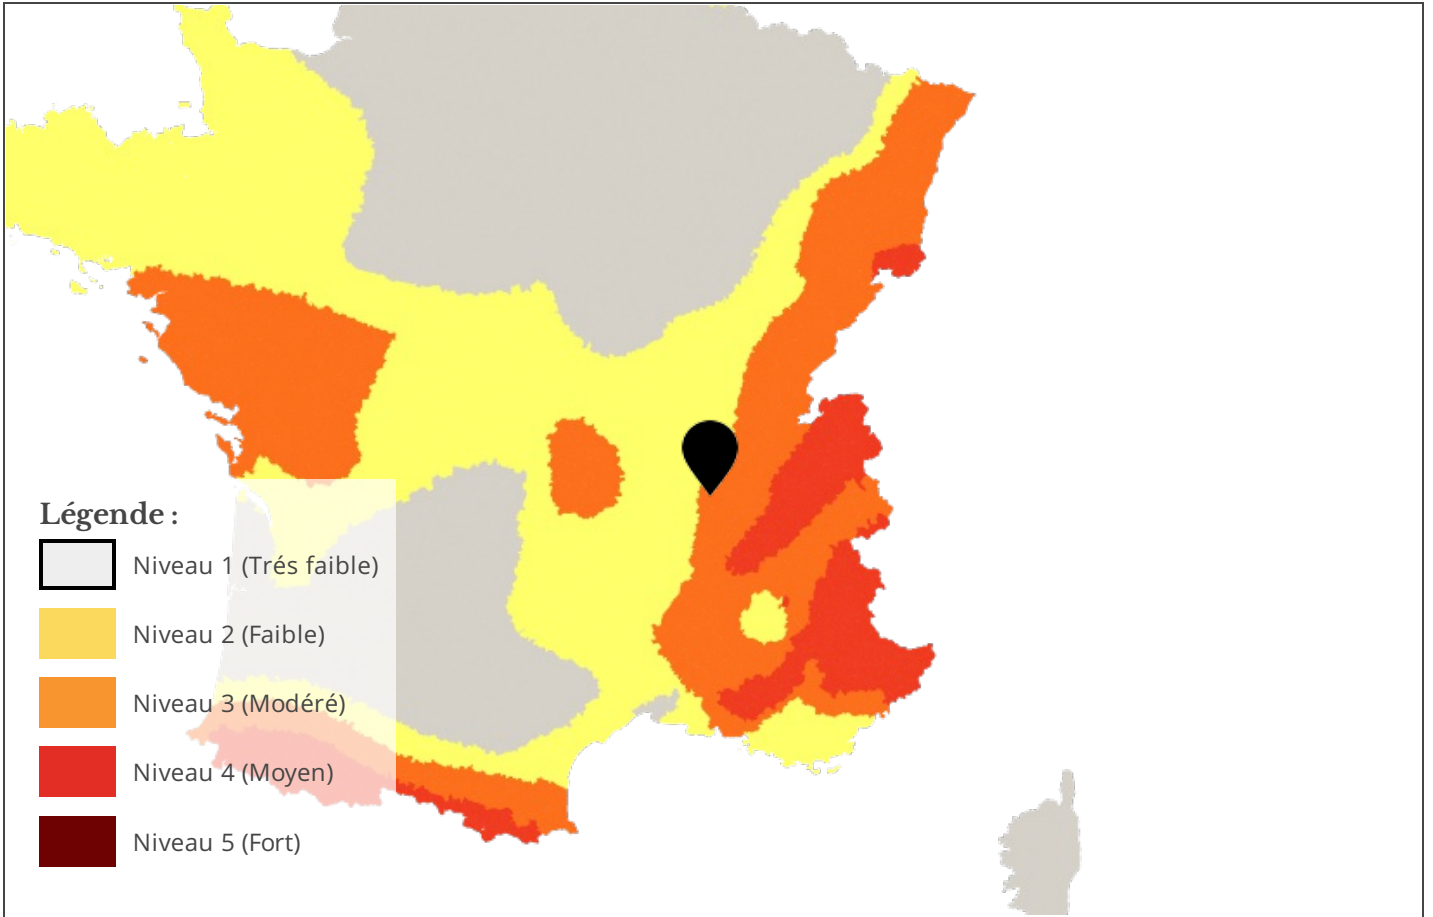 Légende :
Niveau 1 (Trés faible)
Niveau 2 (Faible)
Niveau 3 (Modéré)
Niveau 4 (Moyen)
Niveau 5 (Fort)